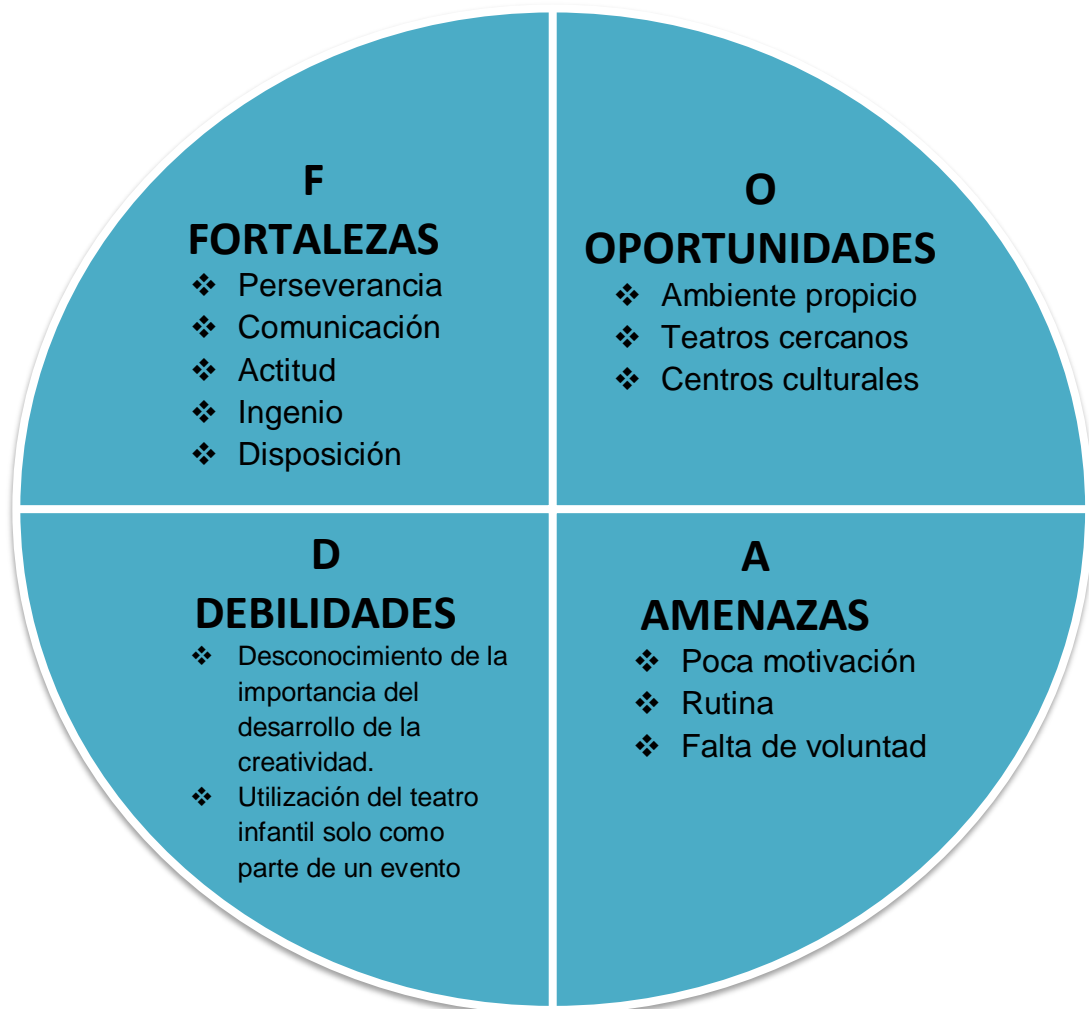 F
FORTALEZAS
❖ Perseverancia
❖ Comunicación
❖ Actitud
❖ Ingenio
❖ Disposición
O
OPORTUNIDADES
❖ Ambiente propicio
❖ Teatros cercanos
❖ Centros culturales
D
DEBILIDADES
❖ Desconocimiento de la
importancia del
desarrollo de la
creatividad.
❖ Utilización del teatro
infantil solo como
parte de un evento
A
AMENAZAS
❖ Poca motivación
❖ Rutina
❖ Falta de voluntad